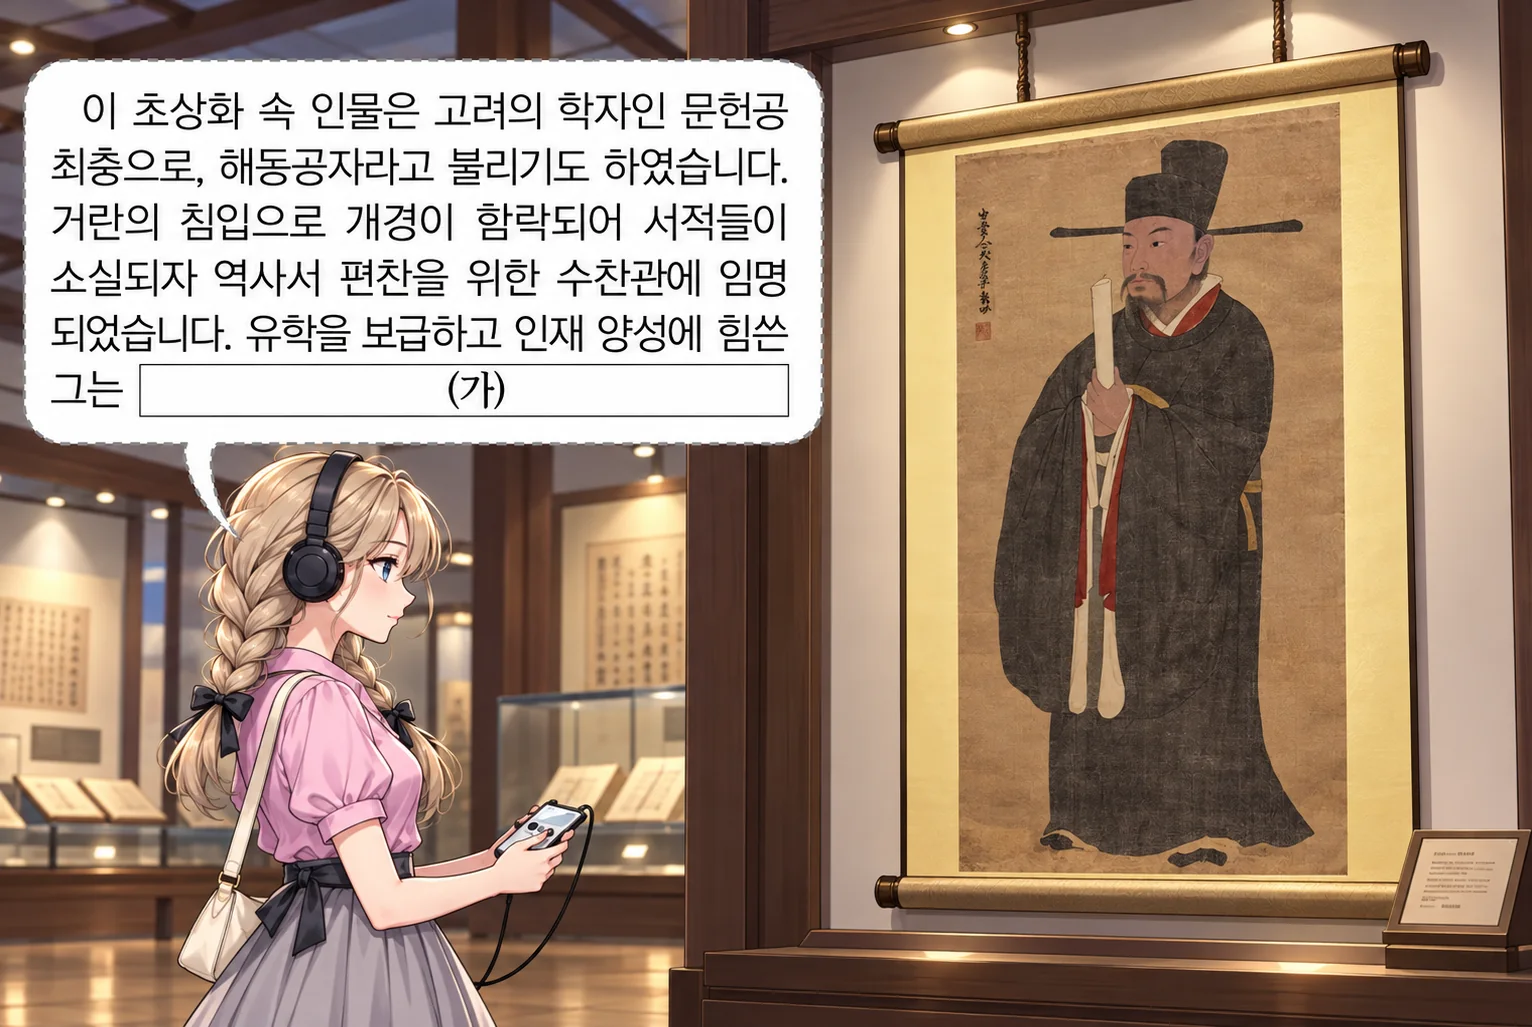 이 초상화 속 인물은 고려의 학자인 문헌공
최충으로, 해동공자라고 불리기도 하였습니다.
거란의 침입으로 개경이 함락되어 서적들이
소실되자 역사서 편찬을 위한 수찬관에 임명
되었습니다. 유학을 보급하고 인재 양성에 힘쓴
그는 (가)